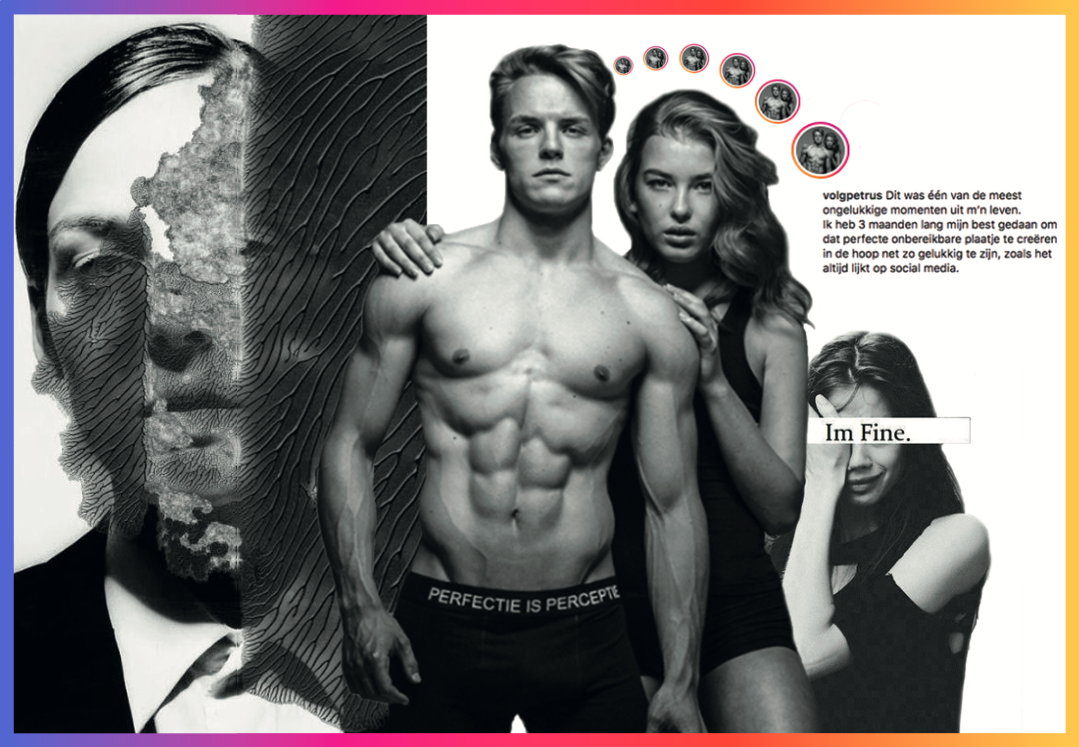 volgpetrus Dit was één van de meest
ongelukkige momenten uit m'n leven.
Ik heb 3 maanden lang mijn best gedaan om
dat perfecte onbereikbare plaatje te creëren
in de hoop net zo gelukkig te zijn, zoals het
altijd lijkt op social media.
Im Fine.
PERFECTIE IS PERCEPTIE